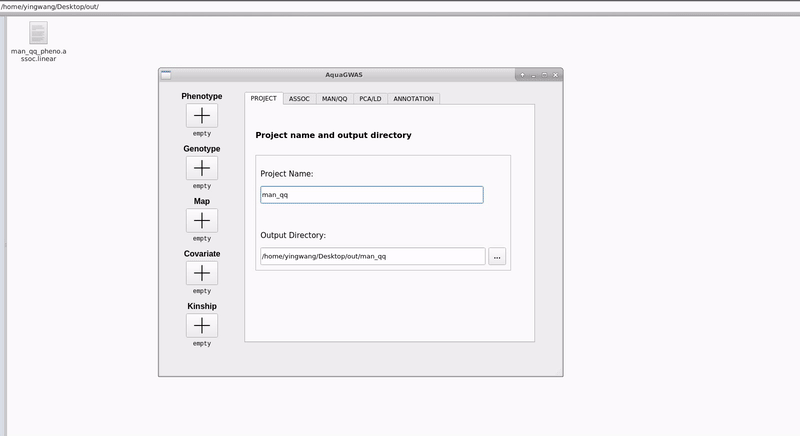 /home/yingwang/Desktop/out/
man_qq_pheno.a
ssoc.linear
AquaGWAS
Phenotype
empty
Genotype
empty
Map
empty
Covariate
empty
Kinship
empty
PROJECT ASSOC MAN/QQ PCA/LD ANNOTATION
Project name and output directory
Project Name:
man_qq
Output Directory:
/home/yingwang/Desktop/out/man_qq
...